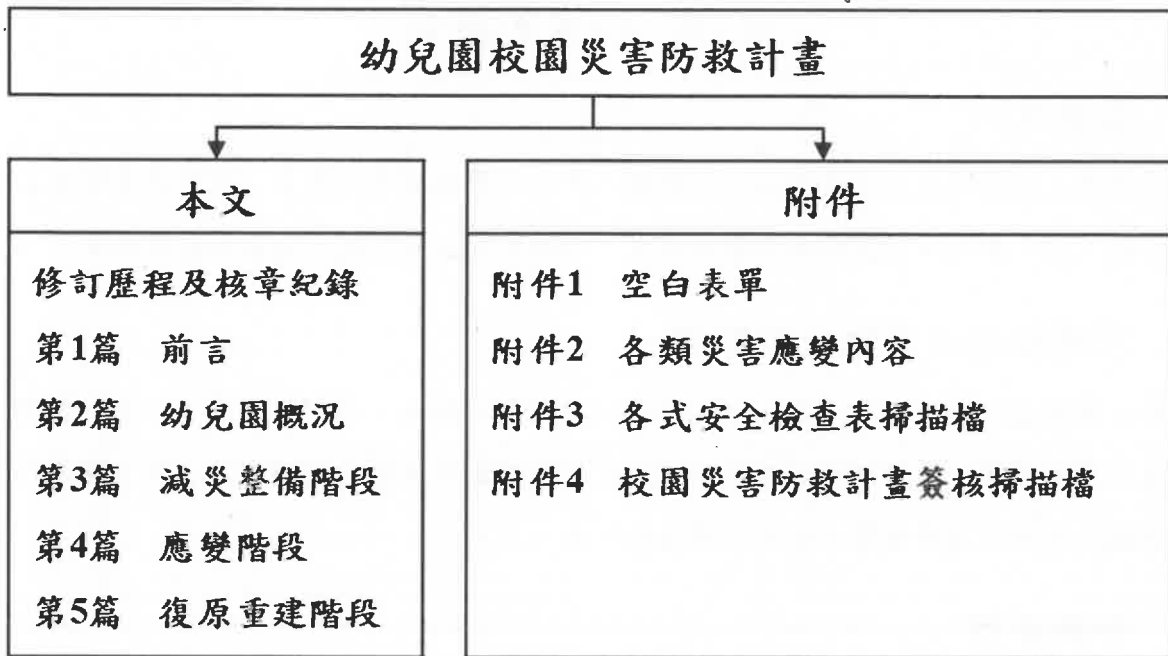 幼兒園校園災害防救計畫
本文
修訂歷程及核章紀錄
第1篇 前言
第2篇 幼兒園概況
第3篇 減災整備階段
第4篇 應變階段
第5篇 復原重建階段
附件
附件1 空白表單
附件2 各類災害應變內容
附件3 各式安全檢查表掃描檔
附件4 校園災害防救計畫簽核掃描檔